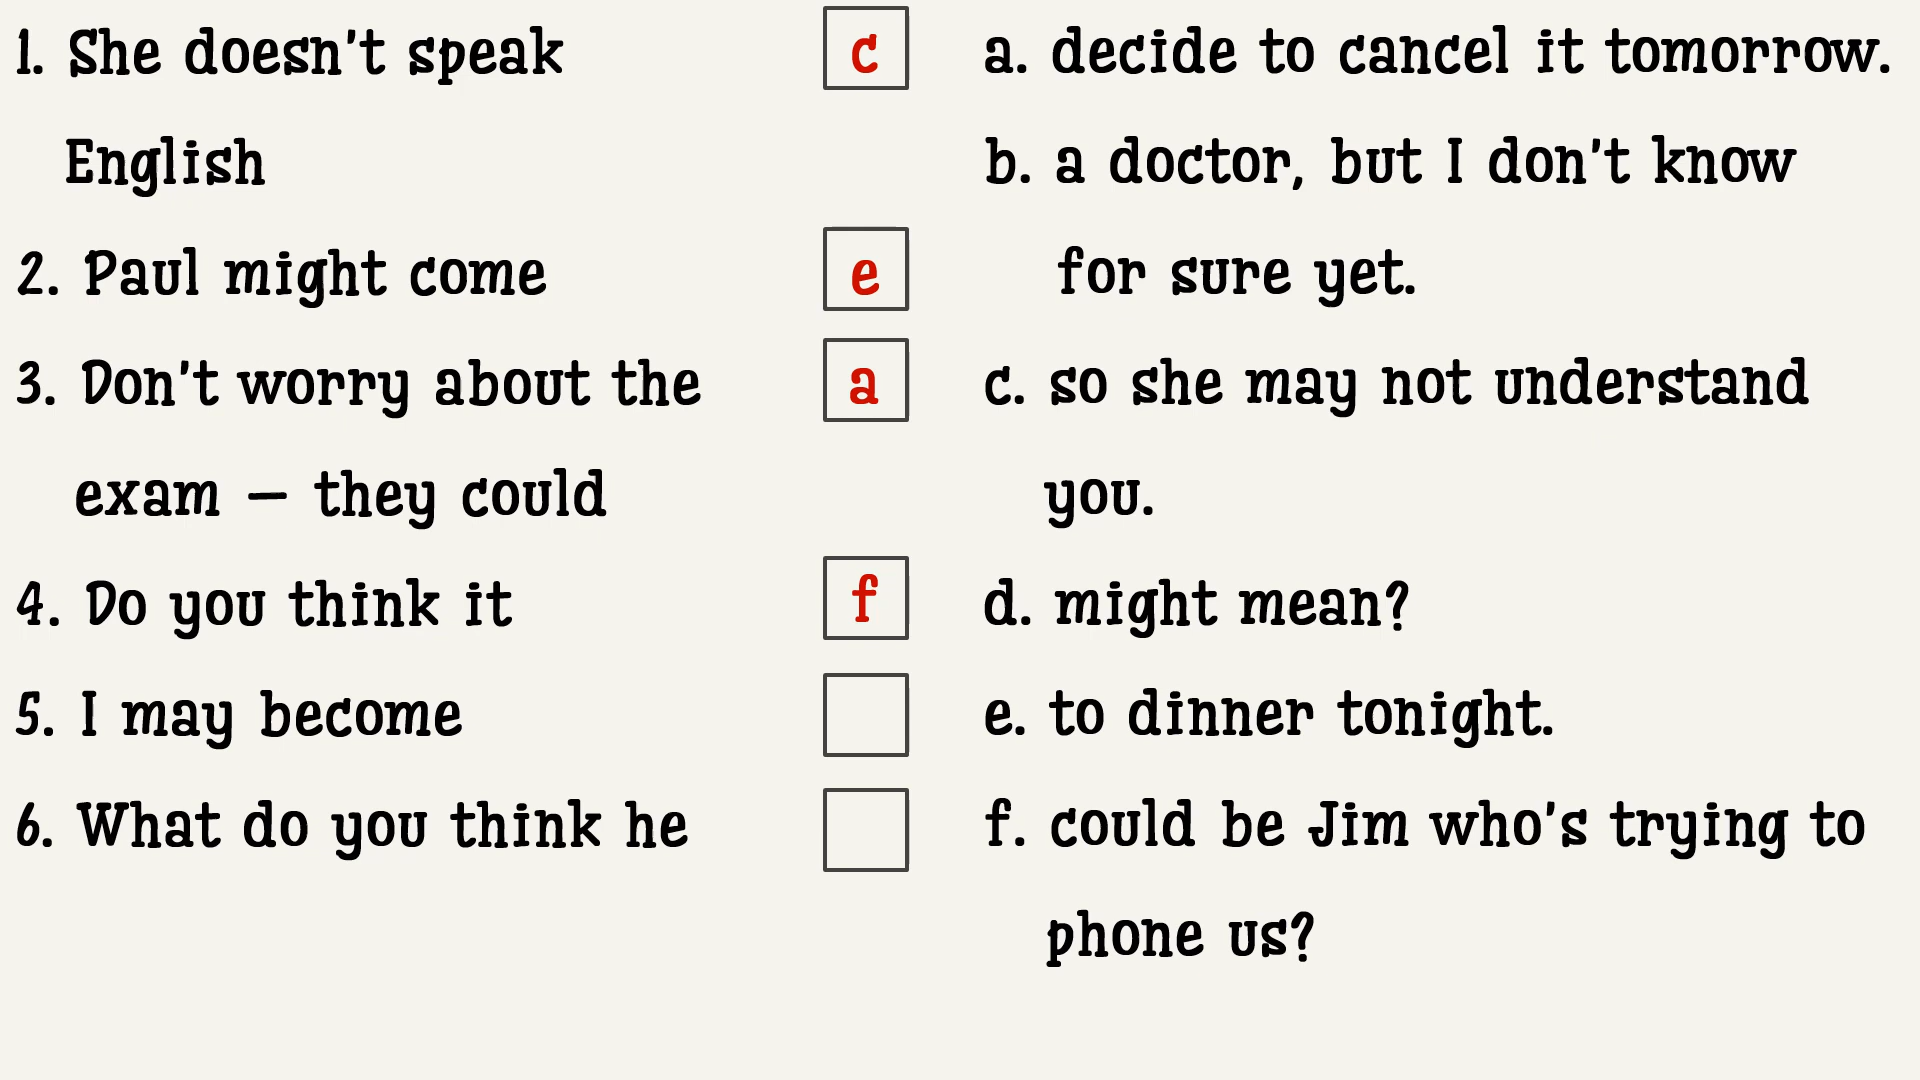 1. She doesn't speak
English
2. Paul might come
3. Don't worry about the
exam – they could
4. Do you think it
5. I may become
6. What do you think he
c
e
a
f
a. decide to cancel it tomorrow.
b. a doctor, but I don't know
for sure yet.
c. so she may not understand
you.
d. might mean?
e. to dinner tonight.
f. could be Jim who's trying to
phone us?